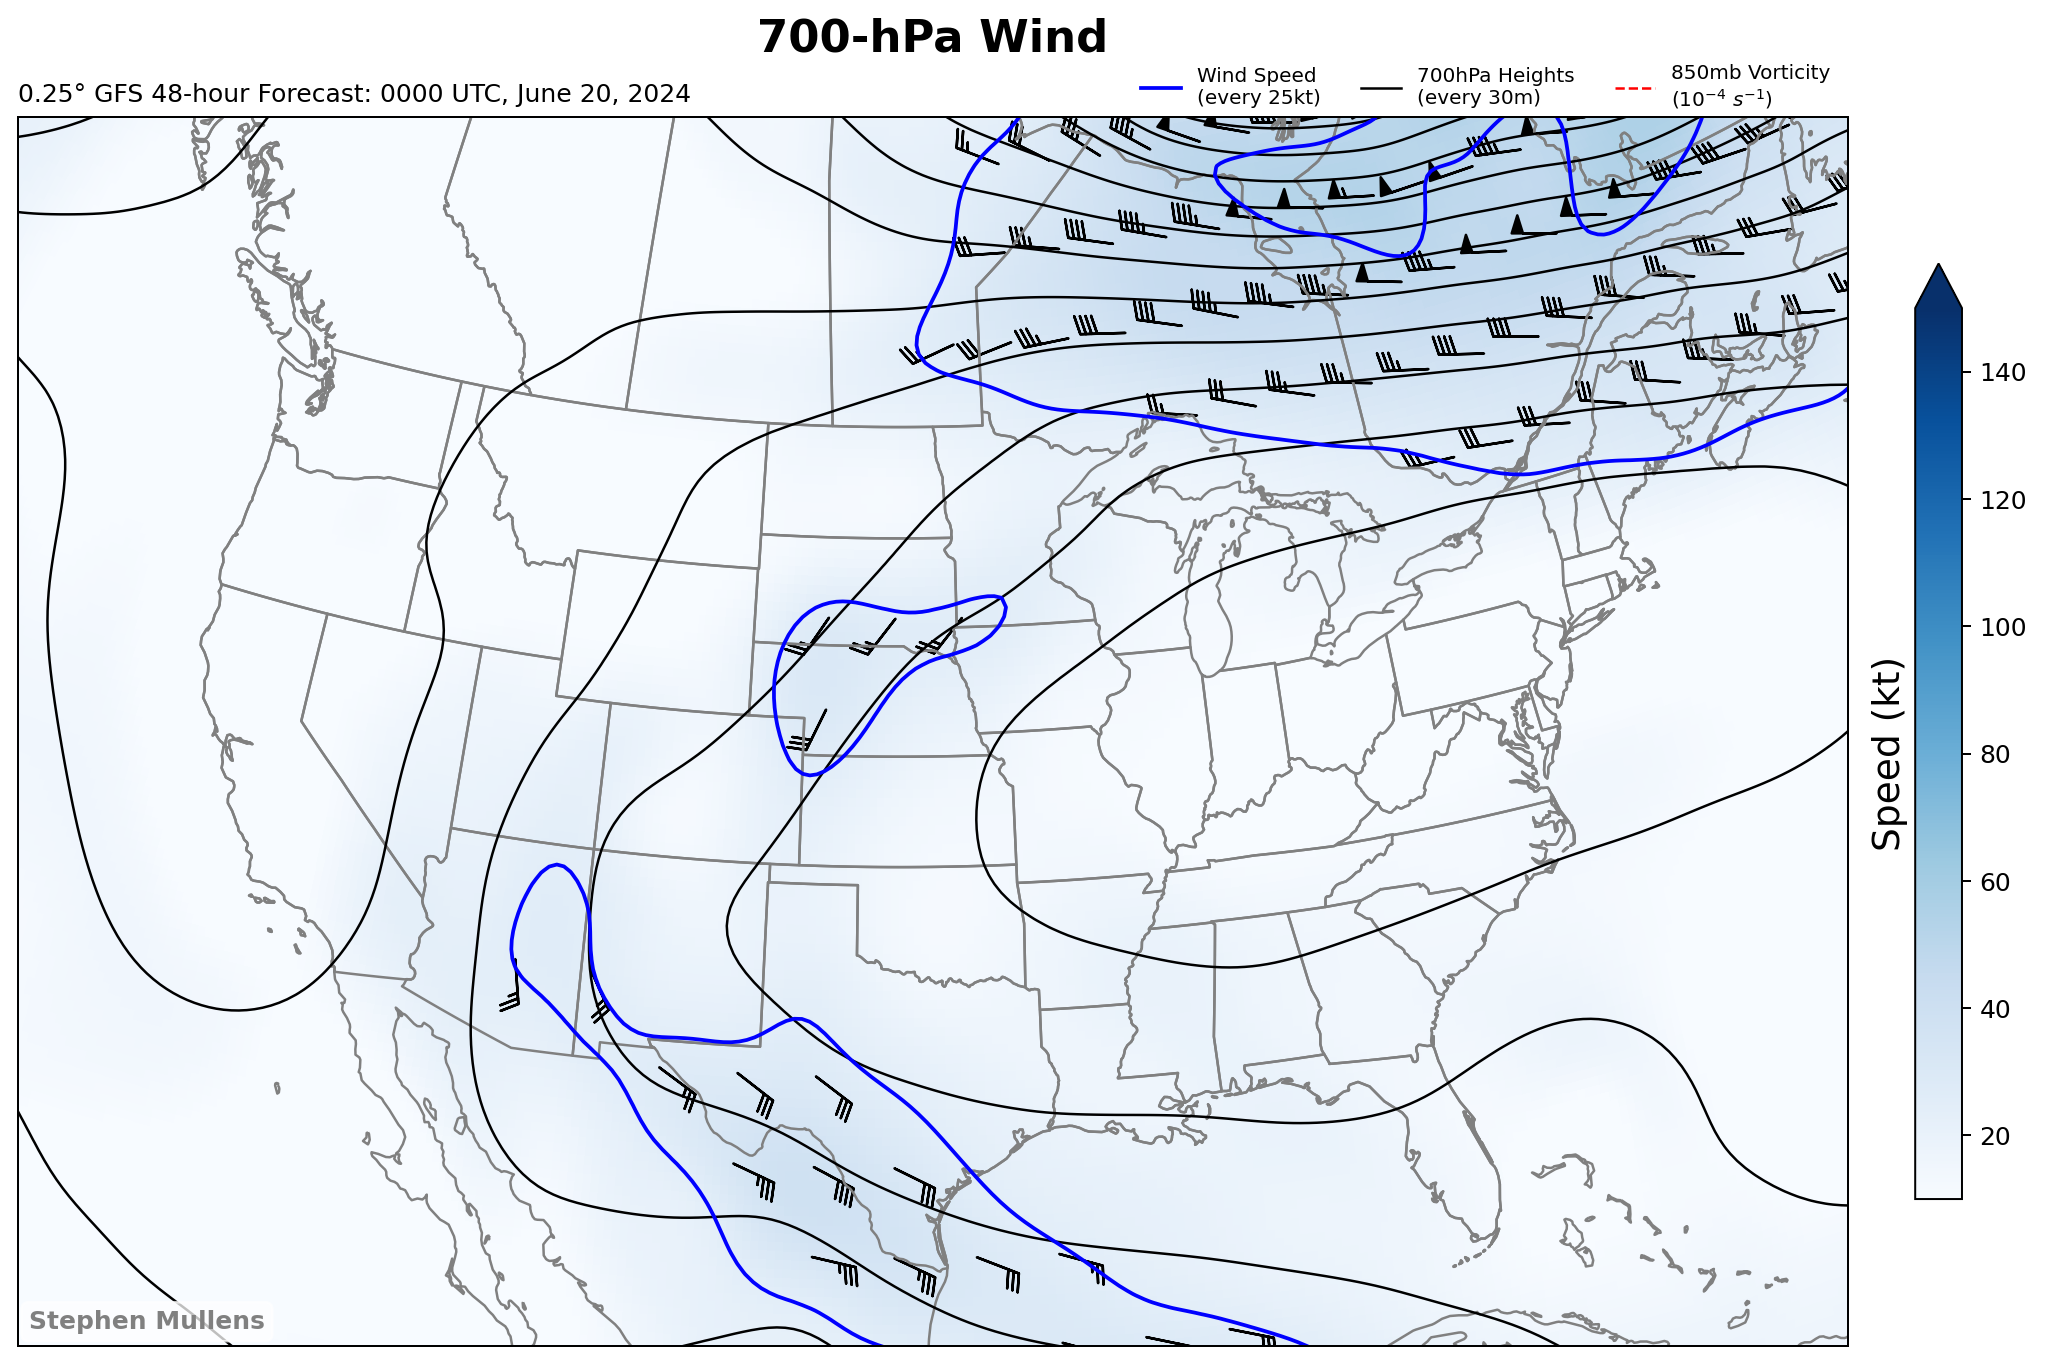 700-hPa Wind
0.25° GFS 48-hour Forecast: 0000 UTC, June 20, 2024
Wind Speed
(every 25kt)
700hPa Heights
(every 30m)
850mb Vorticity
(10⁻⁴ s⁻¹)
140
120
100
80
60
40
20
Speed (kt)
Stephen Mullens